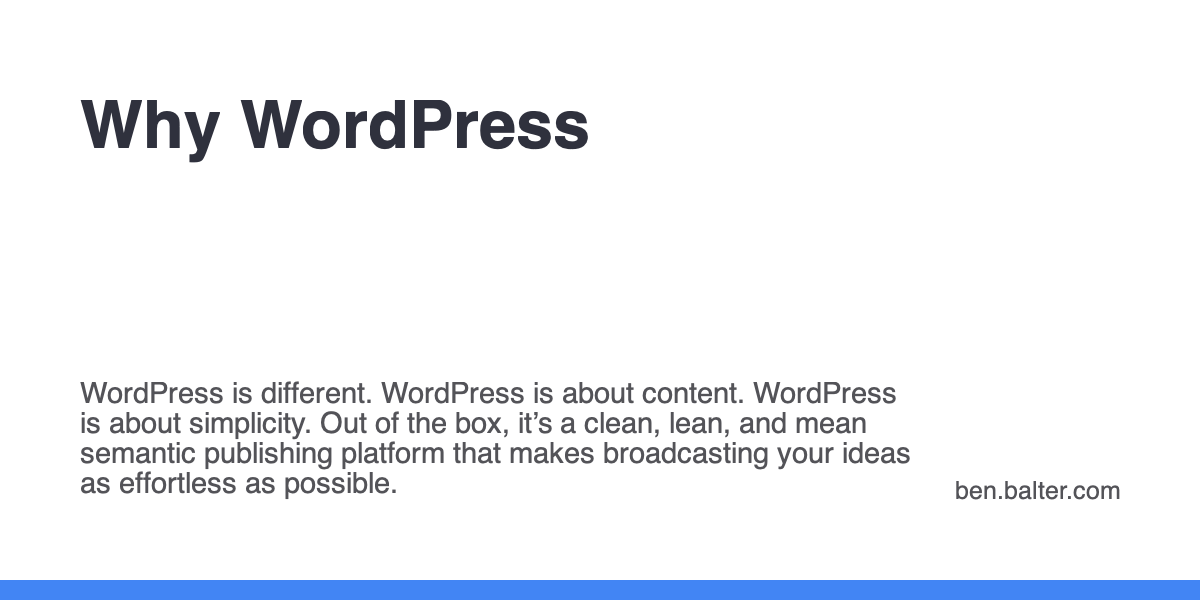 Why WordPress
WordPress is different. WordPress is about content. WordPress
is about simplicity. Out of the box, it’s a clean, lean, and mean
semantic publishing platform that makes broadcasting your ideas
as effortless as possible.
ben.balter.com